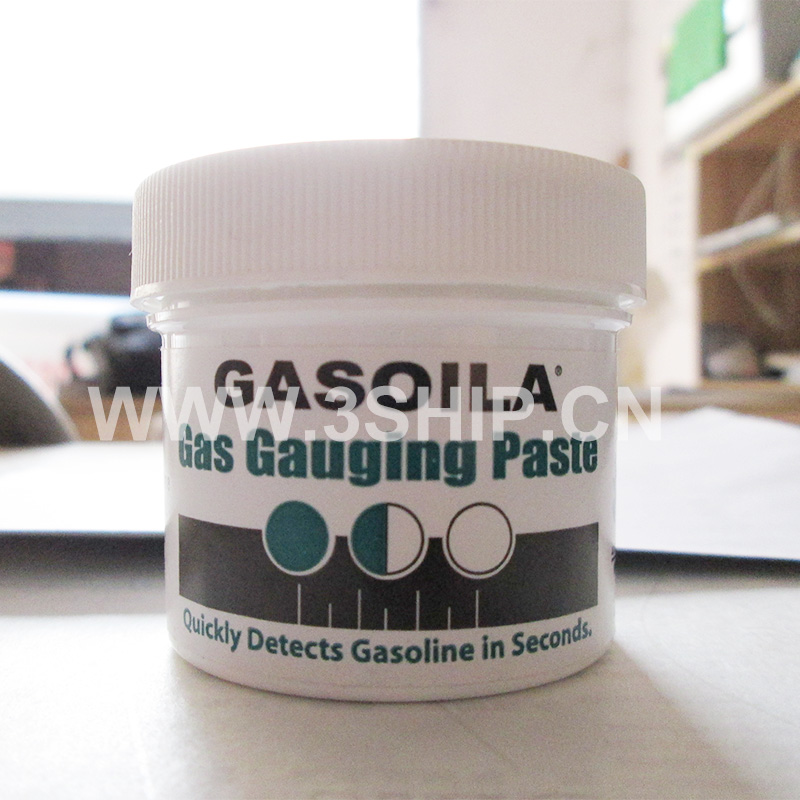 GASOILA®
WWW.3SHIP.CN
Gas Gauging Paste
Quickly Detects Gasoline in Seconds.